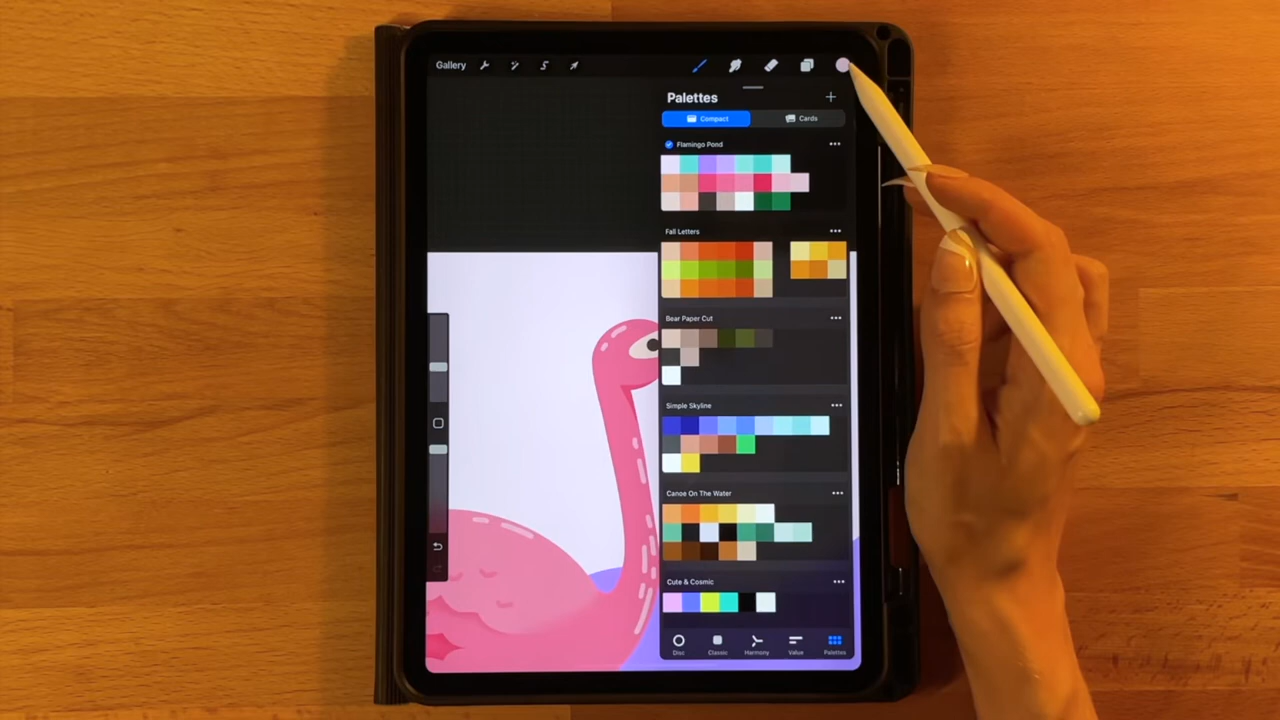 Gallery
Palettes
Compact
Cards
Flamingo Pond
Fall Letters
Bear Paper Cut
Simple Skyline
Canoe On The Water
Cute & Cosmic
Disc
Classic
Harmony
Value
Palettes